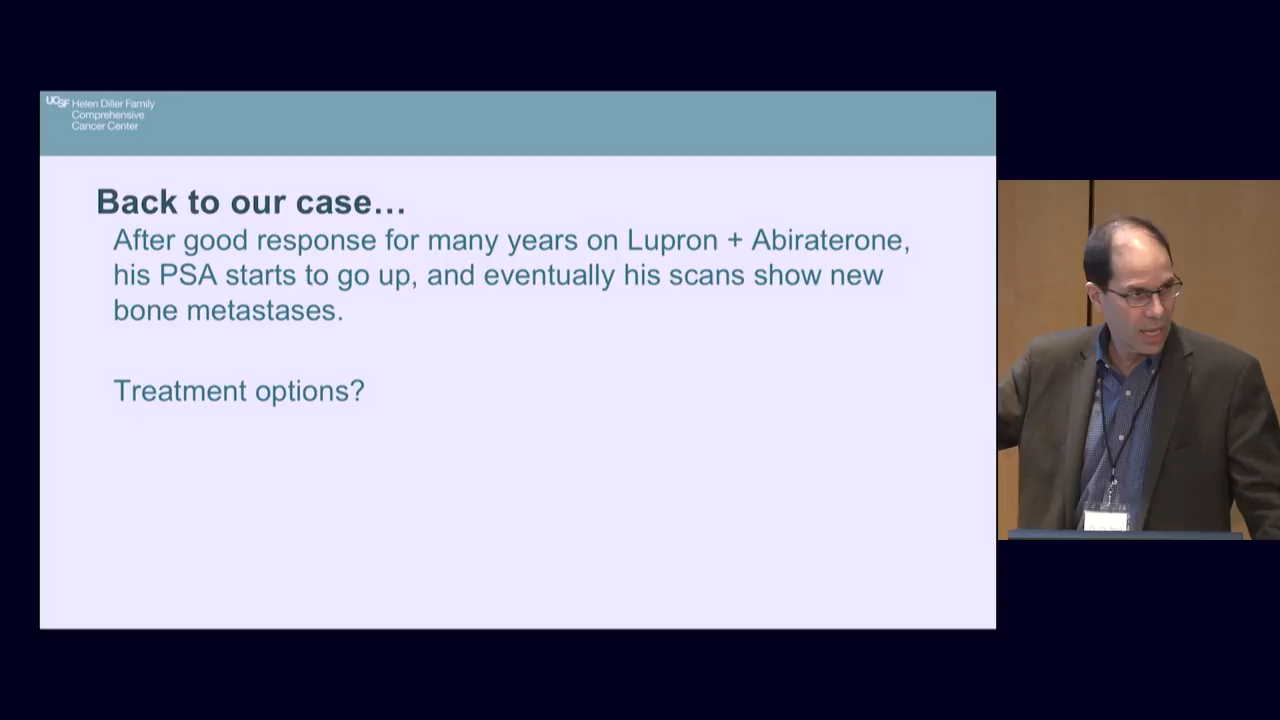 UCSF Helen Diller Family
Comprehensive
Cancer Center
Back to our case…
After good response for many years on Lupron + Abiraterone,
his PSA starts to go up, and eventually his scans show new
bone metastases.
Treatment options?